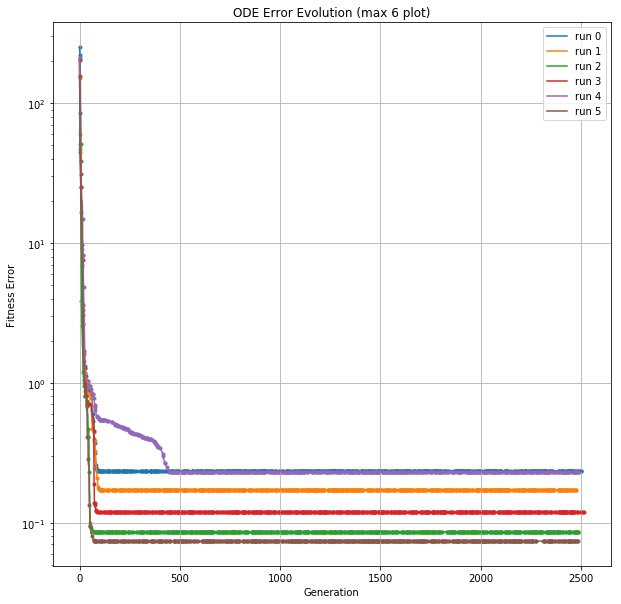 ODE Error Evolution (max 6 plot)
run 0
run 1
run 2
run 3
run 4
run 5
Fitness Error
10²
10¹
10⁰
10⁻¹
0 500 1000 1500 2000 2500
Generation